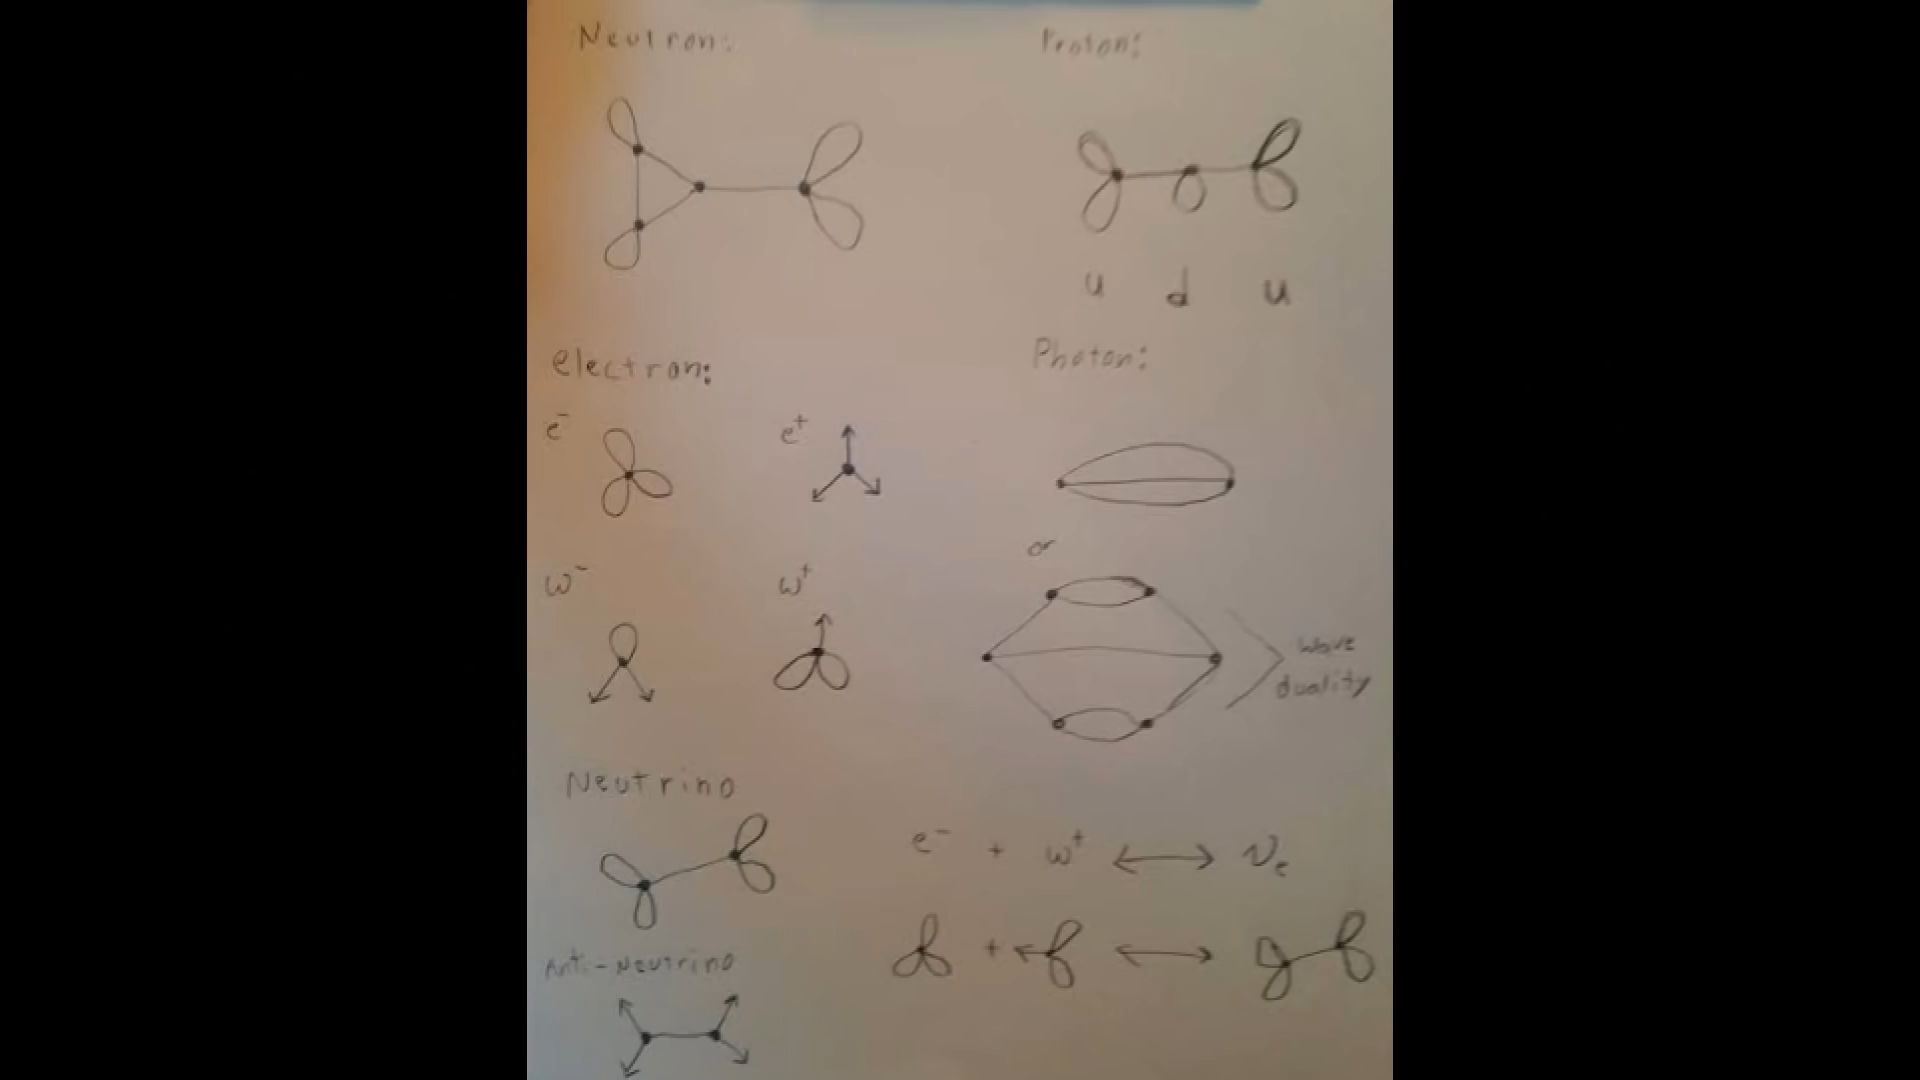 Neutron:
Proton:
u d u
electron:
Photon:
e⁻
e⁺
or
w⁻
w⁺
wave
duality
Neutrino
e⁻ + w⁺ ⟷ νₑ
Anti-Neutrino
+ ⟷